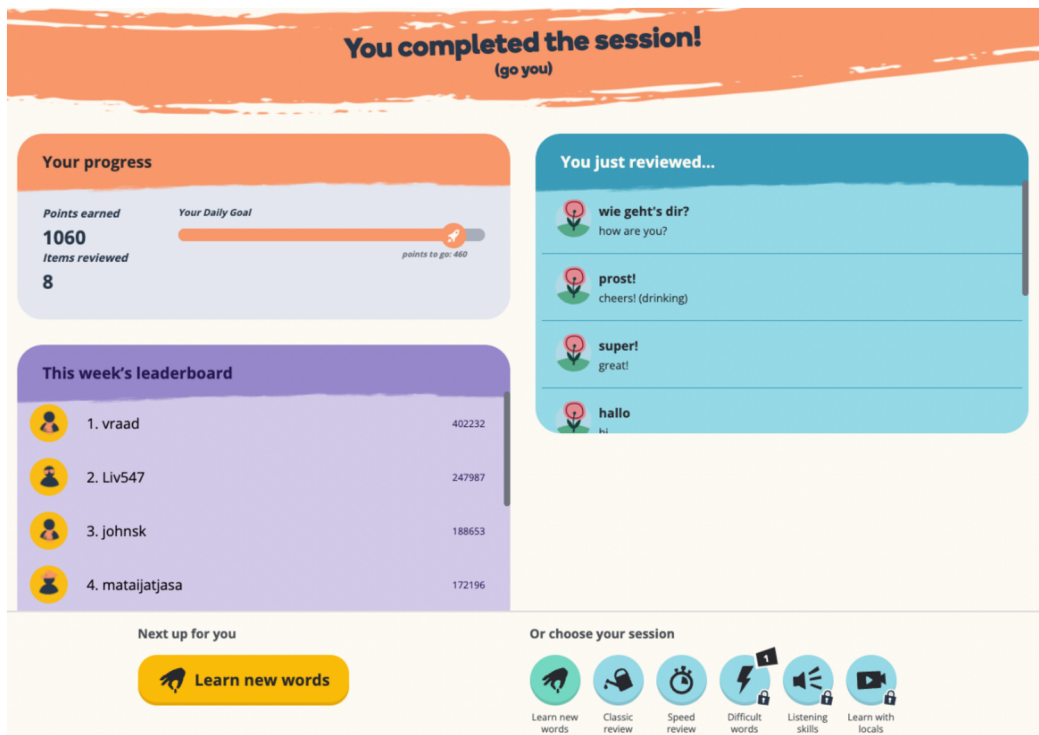 You completed the session!
(go you)
Your progress
Points earned
1060
Items reviewed
8
Your Daily Goal
points to go: 460
This week's leaderboard
1. vraad 402232
2. Liv547 247987
3. johnsk 188653
4. mataijatjasa 172196
You just reviewed...
wie geht's dir?
how are you?
prost!
cheers! (drinking)
super!
great!
hallo
hi
Next up for you
Learn new words
Or choose your session
Learn new
words
Classic
review
Speed
review
1
Difficult
words
Listening
skills
Learn with
locals